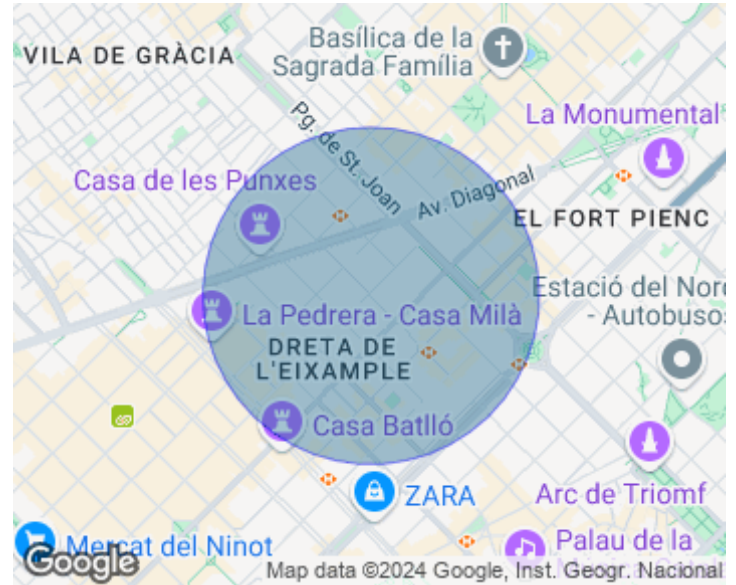 VILA DE GRÀCIA
Basílica de la
Sagrada Família
La Monumental
Pg. de St. Joan
Casa de les Punxes
Av. Diagonal
EL FORT PIENC
Estació del Nord
- Autobusos
La Pedrera - Casa Milà
DRETA DE
L'EIXAMPLE
Casa Batlló
ZARA
Arc de Triomf
Mercat del Ninot
Palau de la
Google
Map data ©2024 Google, Inst. Geogr. Nacional